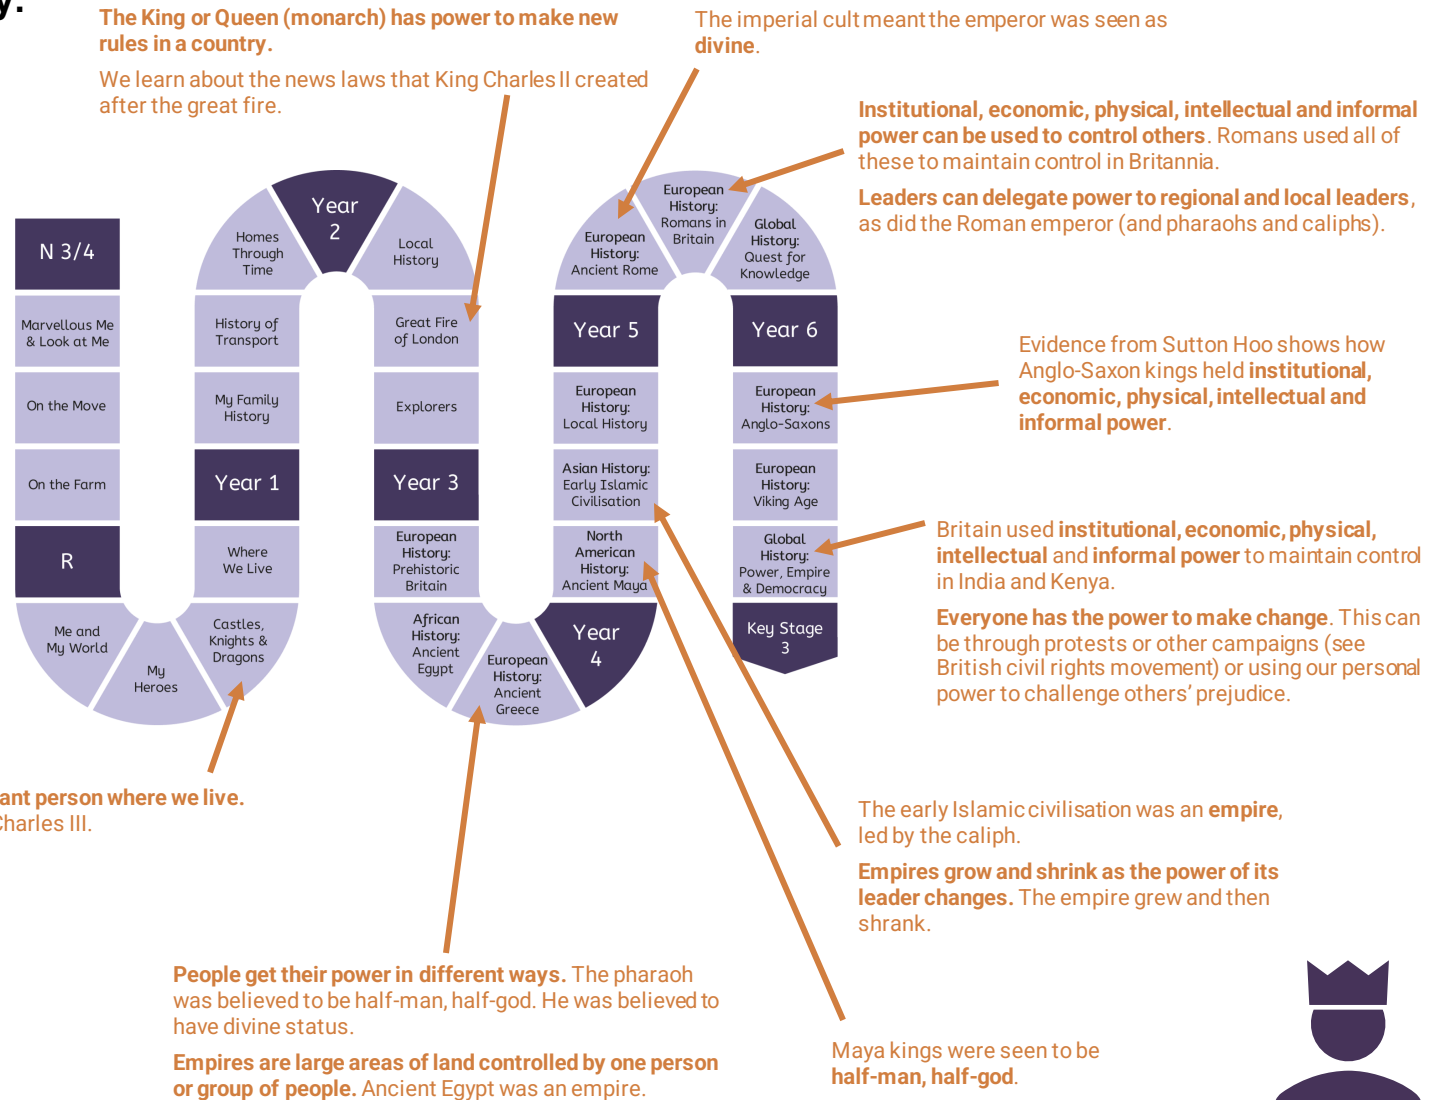 y.
The King or Queen (monarch) has power to make new
rules in a country.
We learn about the news laws that King Charles II created
after the great fire.
The imperial cult meant the emperor was seen as
divine.
Institutional, economic, physical, intellectual and informal
power can be used to control others. Romans used all of
these to maintain control in Britannia.
Leaders can delegate power to regional and local leaders,
as did the Roman emperor (and pharaohs and caliphs).
N 3/4
Marvellous Me
& Look at Me
On the Move
On the Farm
R
Me and
My World
My
Heroes
Castles,
Knights &
Dragons
Where
We Live
Year 1
My Family
History
History of
Transport
Homes
Through
Time
Year
2
Local
History
Great Fire
of London
Explorers
Year 3
European
History:
Prehistoric
Britain
African
History:
Ancient
Egypt
European
History:
Ancient
Greece
Year
4
North
American
History:
Ancient Maya
Asian History:
Early Islamic
Civilisation
European
History:
Local History
Year 5
European
History:
Ancient Rome
European
History:
Romans in
Britain
Global
History:
Quest for
Knowledge
Year 6
European
History:
Anglo-Saxons
European
History:
Viking Age
Global
History:
Power, Empire
& Democracy
Key Stage
3
Evidence from Sutton Hoo shows how
Anglo-Saxon kings held institutional,
economic, physical, intellectual and
informal power.
Britain used institutional, economic, physical,
intellectual and informal power to maintain control
in India and Kenya.
Everyone has the power to make change. This can
be through protests or other campaigns (see
British civil rights movement) or using our personal
power to challenge others' prejudice.
ant person where we live.
Charles III.
The early Islamic civilisation was an empire,
led by the caliph.
Empires grow and shrink as the power of its
leader changes. The empire grew and then
shrank.
People get their power in different ways. The pharaoh
was believed to be half-man, half-god. He was believed to
have divine status.
Empires are large areas of land controlled by one person
or group of people. Ancient Egypt was an empire.
Maya kings were seen to be
half-man, half-god.